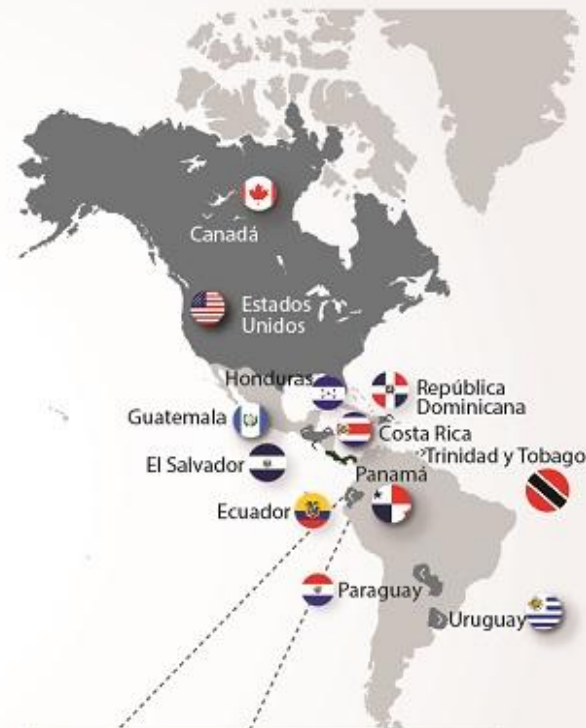 Canadá
Estados
Unidos
Honduras
República
Dominicana
Guatemala
Costa Rica
Trinidad y Tobago
El Salvador
Panamá
Ecuador
Paraguay
Uruguay